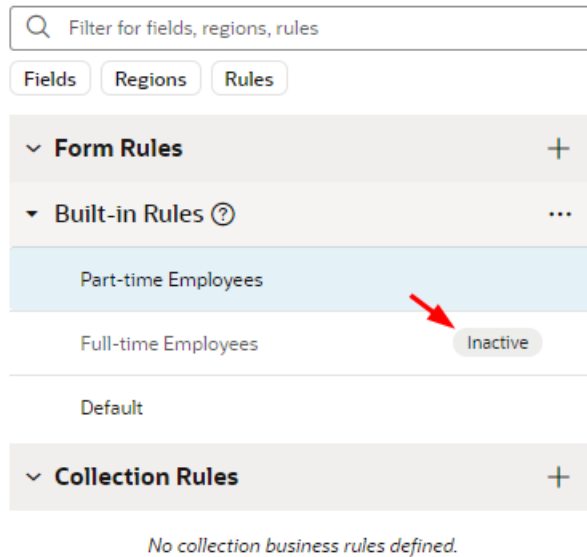 Filter for fields, regions, rules
Fields Regions Rules
Form Rules
Built-in Rules
Part-time Employees
Full-time Employees Inactive
Default
Collection Rules
No collection business rules defined.